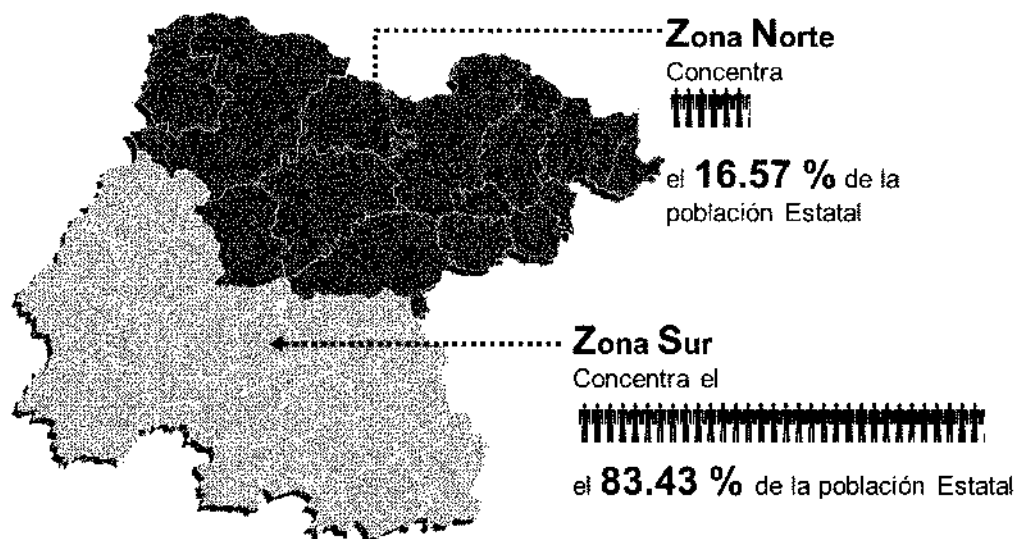 Zona Norte
Concentra
el 16.57 % de la
población Estatal
Zona Sur
Concentra el
el 83.43 % de la población Estatal